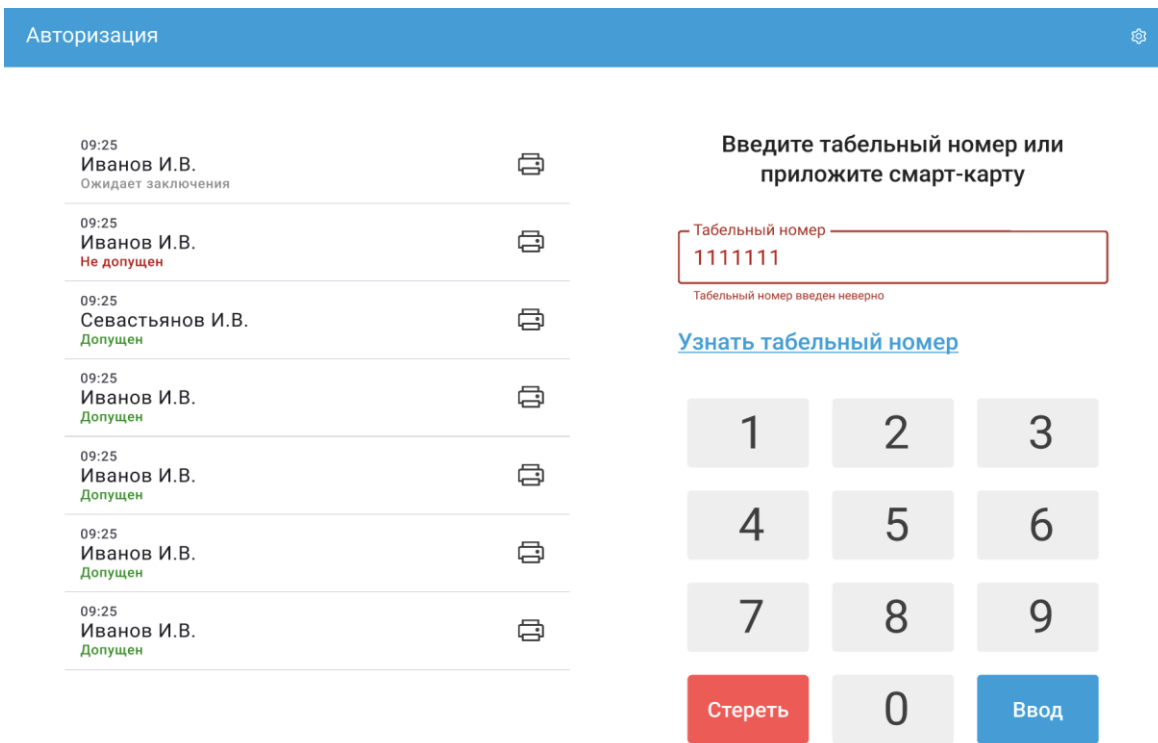 Авторизация
09:25
Иванов И.В.
Ожидает заключения
09:25
Иванов И.В.
Не допущен
09:25
Севастьянов И.В.
Допущен
09:25
Иванов И.В.
Допущен
09:25
Иванов И.В.
Допущен
09:25
Иванов И.В.
Допущен
09:25
Иванов И.В.
Допущен
Введите табельный номер или
приложите смарт-карту
Табельный номер
1111111
Табельный номер введен неверно
Узнать табельный номер
1 2 3
4 5 6
7 8 9
Стереть 0 Ввод